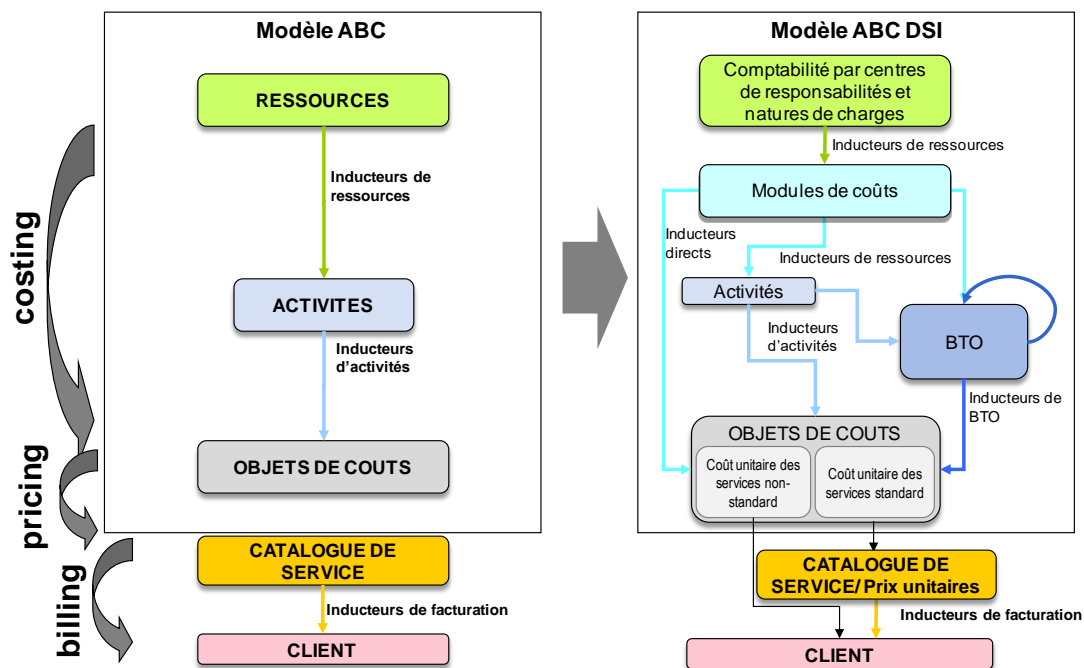 Modèle ABC
RESSOURCES
Inducteurs de
ressources
ACTIVITES
Inducteurs
d'activités
OBJETS DE COUTS
CATALOGUE DE
SERVICE
Inducteurs de facturation
CLIENT
costing
pricing
billing
Modèle ABC DSI
Comptabilité par centres
de responsabilités et
natures de charges
Inducteurs de ressources
Modules de coûts
Inducteurs
directs
Inducteurs de ressources
Activités
Inducteurs
d'activités
BTO
Inducteurs de
BTO
OBJETS DE COUTS
Coût unitaire des
services non-
standard
Coût unitaire des
services standard
CATALOGUE DE
SERVICE/ Prix unitaires
Inducteurs de facturation
CLIENT